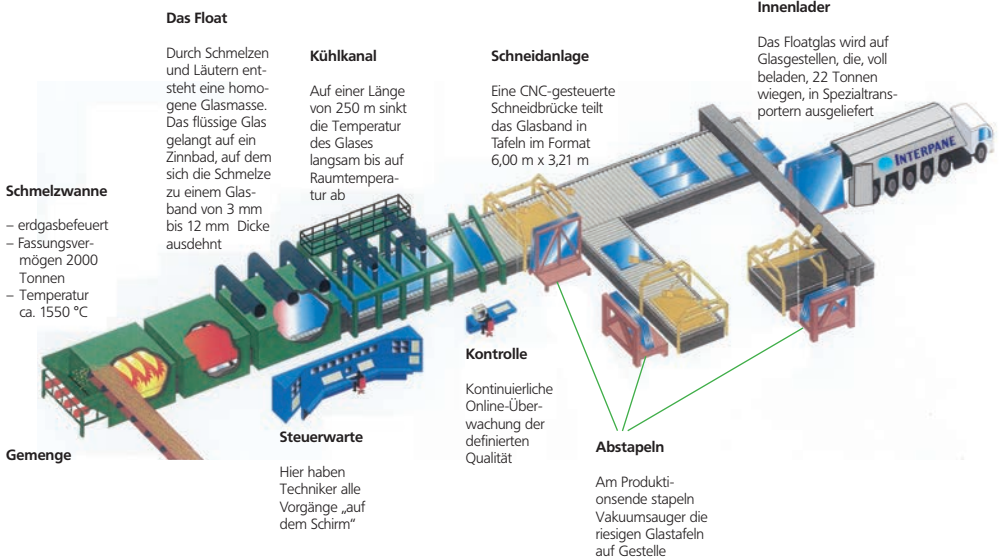 Schmelzwanne
– erdgasbefeuert
– Fassungsver-
mögen 2000
Tonnen
– Temperatur
ca. 1550 °C
Gemenge
Das Float
Durch Schmelzen
und Läutern ent-
steht eine homo-
gene Glasmasse.
Das flüssige Glas
gelangt auf ein
Zinnbad, auf dem
sich die Schmelze
zu einem Glas-
band von 3 mm
bis 12 mm Dicke
ausdehnt
Kühlkanal
Auf einer Länge
von 250 m sinkt
die Temperatur
des Glases
langsam bis auf
Raumtempera-
tur ab
Steuerwarte
Hier haben
Techniker alle
Vorgänge „auf
dem Schirm“
Kontrolle
Kontinuierliche
Online-Über-
wachung der
definierten
Qualität
Schneidanlage
Eine CNC-gesteuerte
Schneidbrücke teilt
das Glasband in
Tafeln im Format
6,00 m x 3,21 m
Abstapeln
Am Produkti-
onsende stapeln
Vakuumsauger die
riesigen Glastafeln
auf Gestelle
Innenlader
Das Floatglas wird auf
Glasgestellen, die, voll
beladen, 22 Tonnen
wiegen, in Spezialtrans-
portern ausgeliefert
INTERPANE